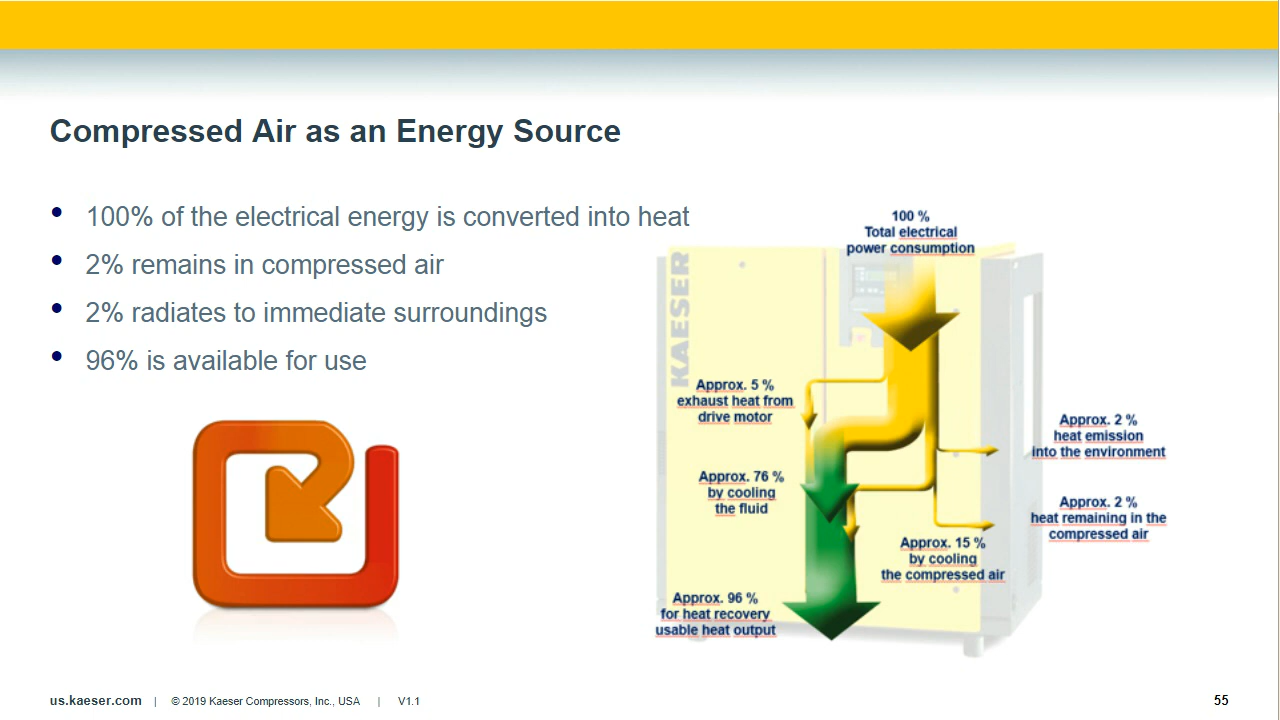 Compressed Air as an Energy Source
• 100% of the electrical energy is converted into heat
• 2% remains in compressed air
• 2% radiates to immediate surroundings
• 96% is available for use
100 %
Total electrical
power consumption
KAESER
Approx. 5 %
exhaust heat from
drive motor
Approx. 2 %
heat emission
into the environment
Approx. 76 %
by cooling
the fluid
Approx. 2 %
heat remaining in the
compressed air
Approx. 15 %
by cooling
the compressed air
Approx. 96 %
for heat recovery
usable heat output
us.kaeser.com | © 2019 Kaeser Compressors, Inc., USA | V1.1
55